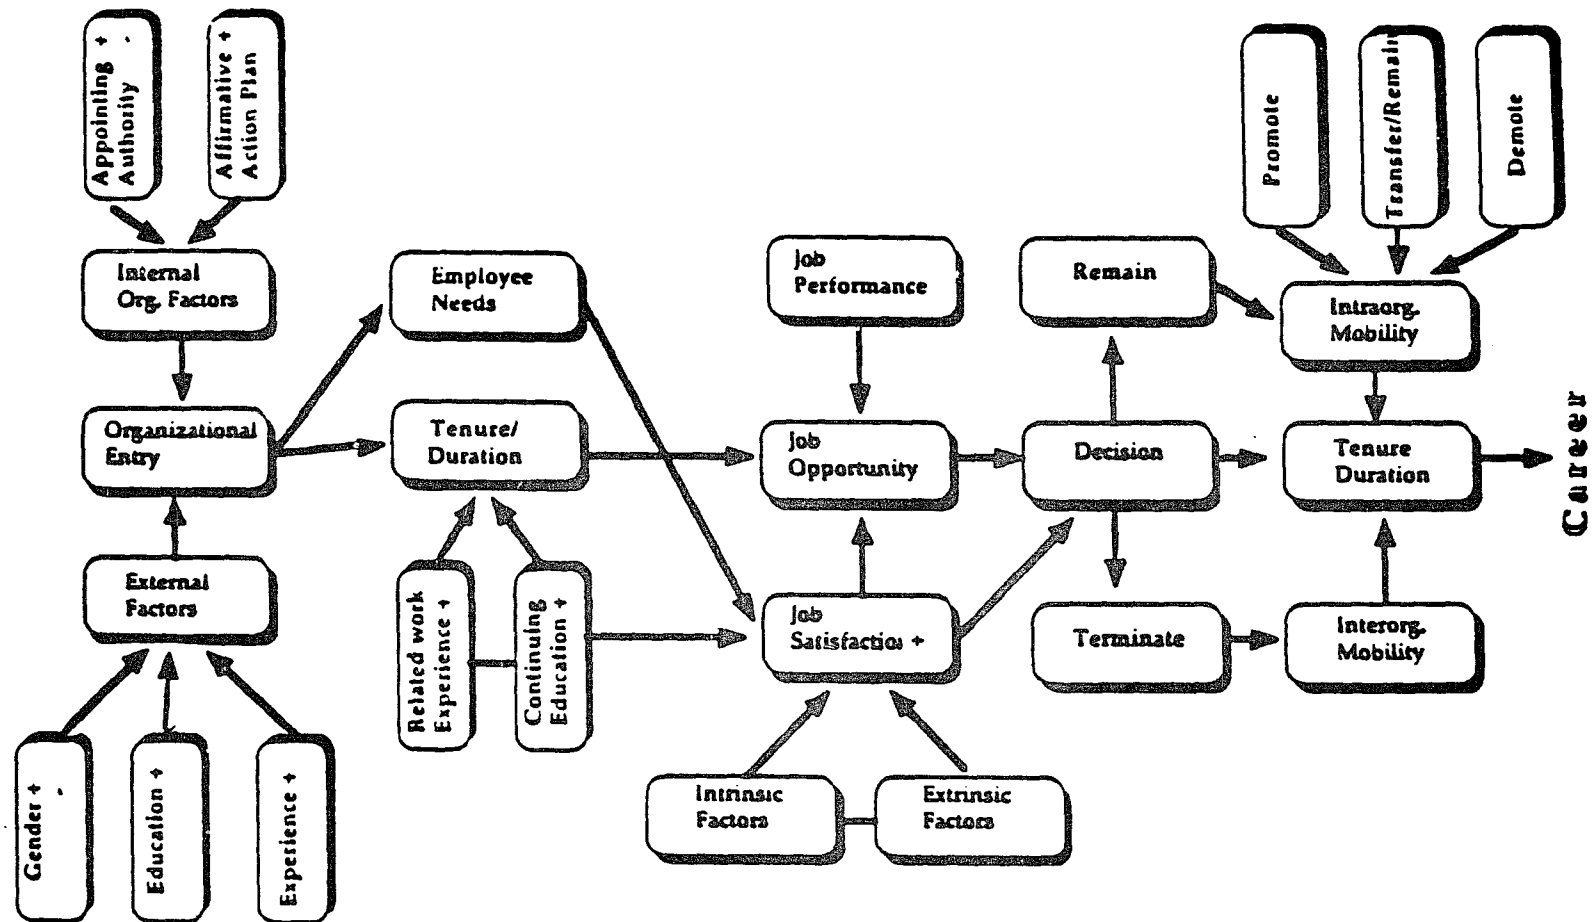 Appointing +
Authority
Affirmative +
Action Plan
Promote
Transfer/Remain
Demote
Internal
Org. Factors
Employee
Needs
Job
Performance
Remain
Intraorg.
Mobility
Organizational
Entry
Tenure/
Duration
Job
Opportunity
Decision
Tenure
Duration
Career
External
Factors
Related work
Experience +
Continuing
Education +
Job
Satisfaction +
Terminate
Interorg.
Mobility
Gender +
Education +
Experience +
Intrinsic
Factors
Extrinsic
Factors